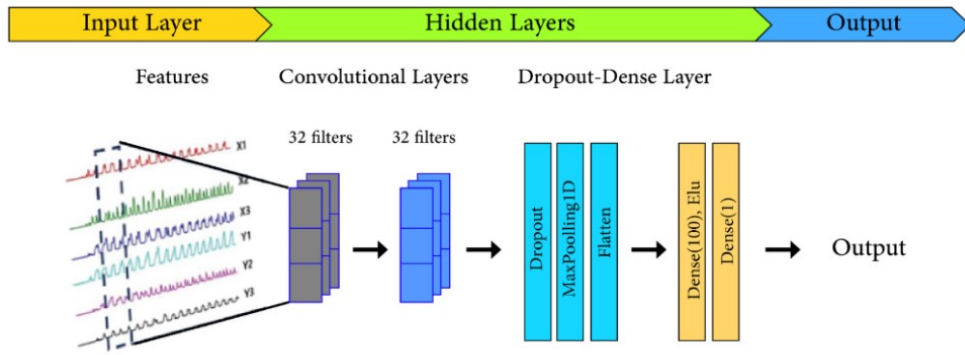 Input Layer
Hidden Layers
Output
Features
Convolutional Layers
Dropout-Dense Layer
32 filters
32 filters
X1
X2
X3
Y1
Y2
Y3
Dropout
MaxPoolling1D
Flatten
Dense(100), Elu
Dense(1)
Output